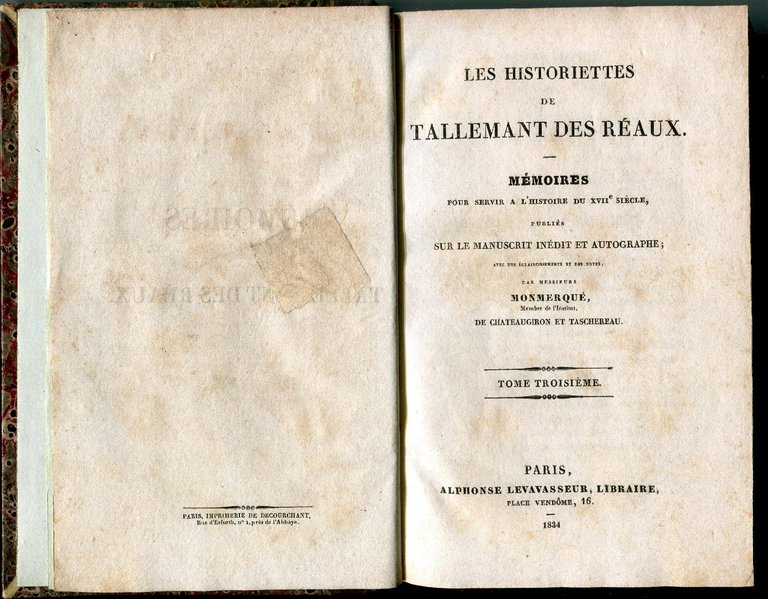 PARIS, IMPRIMERIE DE DECOURCHANT,
Rue d'Erfurth, n° 1, près de l'Abbaye.
LES HISTORIETTES
DE
TALLEMANT DES RÉAUX.
MÉMOIRES
POUR SERVIR A L'HISTOIRE DU XVIIe SIÈCLE,
PUBLIÉS
SUR LE MANUSCRIT INÉDIT ET AUTOGRAPHE;
AVEC DES ÉCLAIRCISSEMENTS ET DES NOTES,
PAR MESSIEURS
MONMERQUÉ,
Membre de l'Institut,
DE CHATEAUGIRON ET TASCHEREAU.
TOME TROISIÈME.
PARIS,
ALPHONSE LEVAVASSEUR, LIBRAIRE,
PLACE VENDÔME, 16.
1834